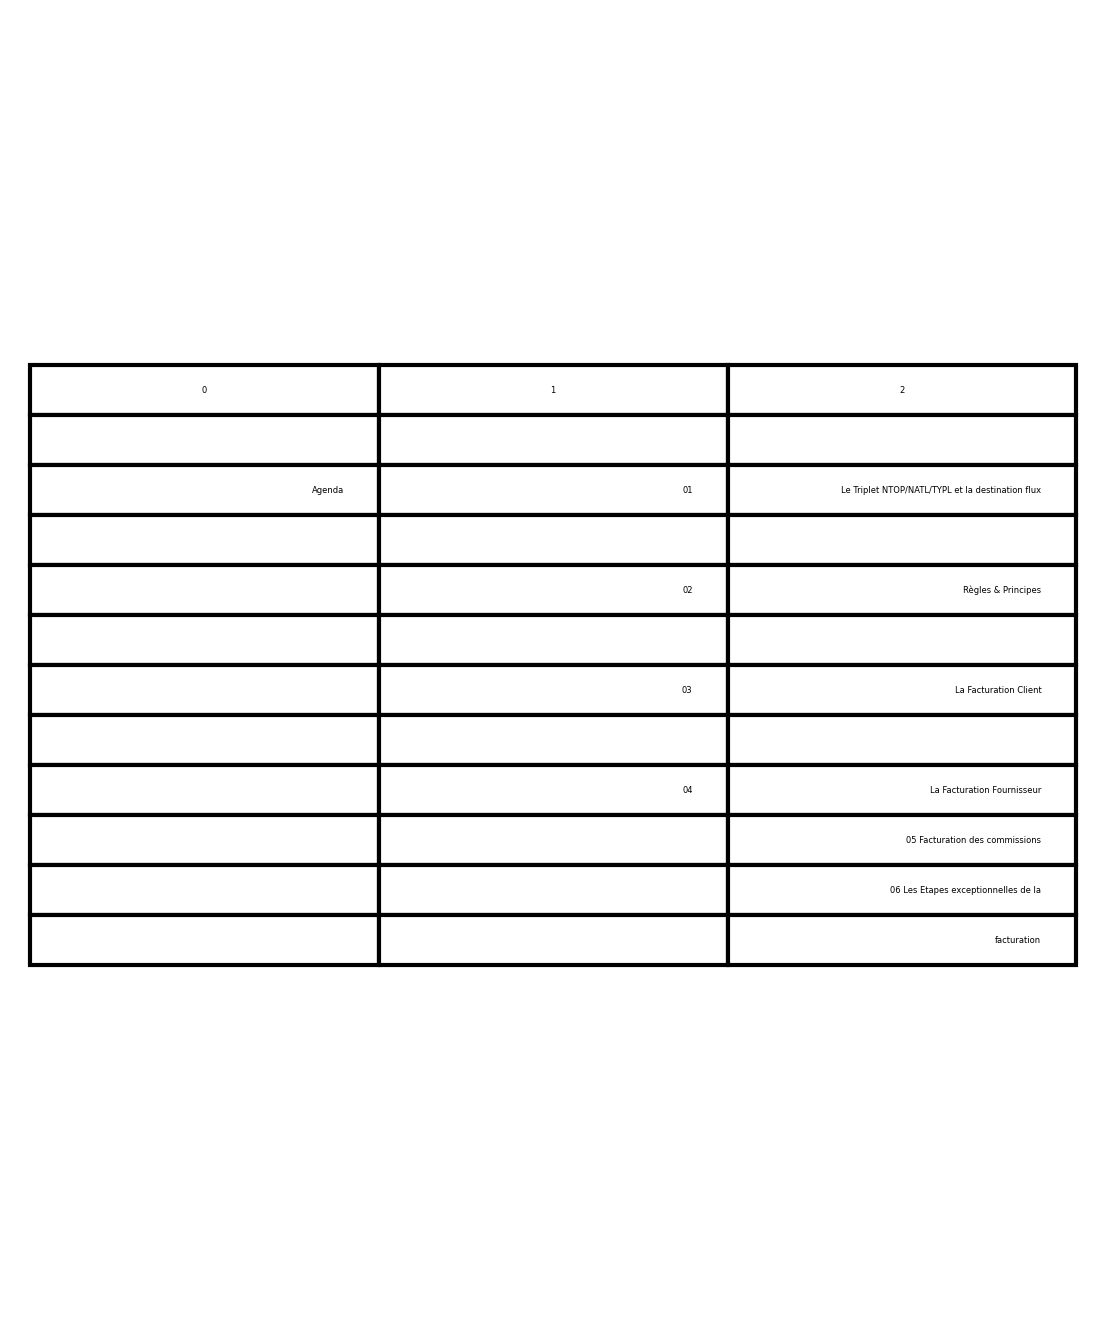 0 1 2
Agenda 01 Le Triplet NTOP/NATL/TYPL et la destination flux
02 Règles & Principes
03 La Facturation Client
04 La Facturation Fournisseur
05 Facturation des commissions
06 Les Etapes exceptionnelles de la
facturation